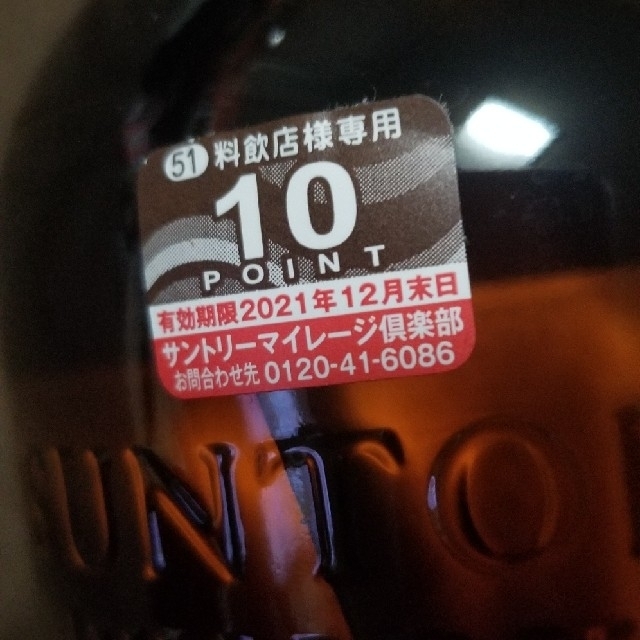 51 料飲店様専用
10
POINT
有効期限2021年12月末日
サントリーマイレージ倶楽部
お問合わせ先 0120-41-6086
UNTO